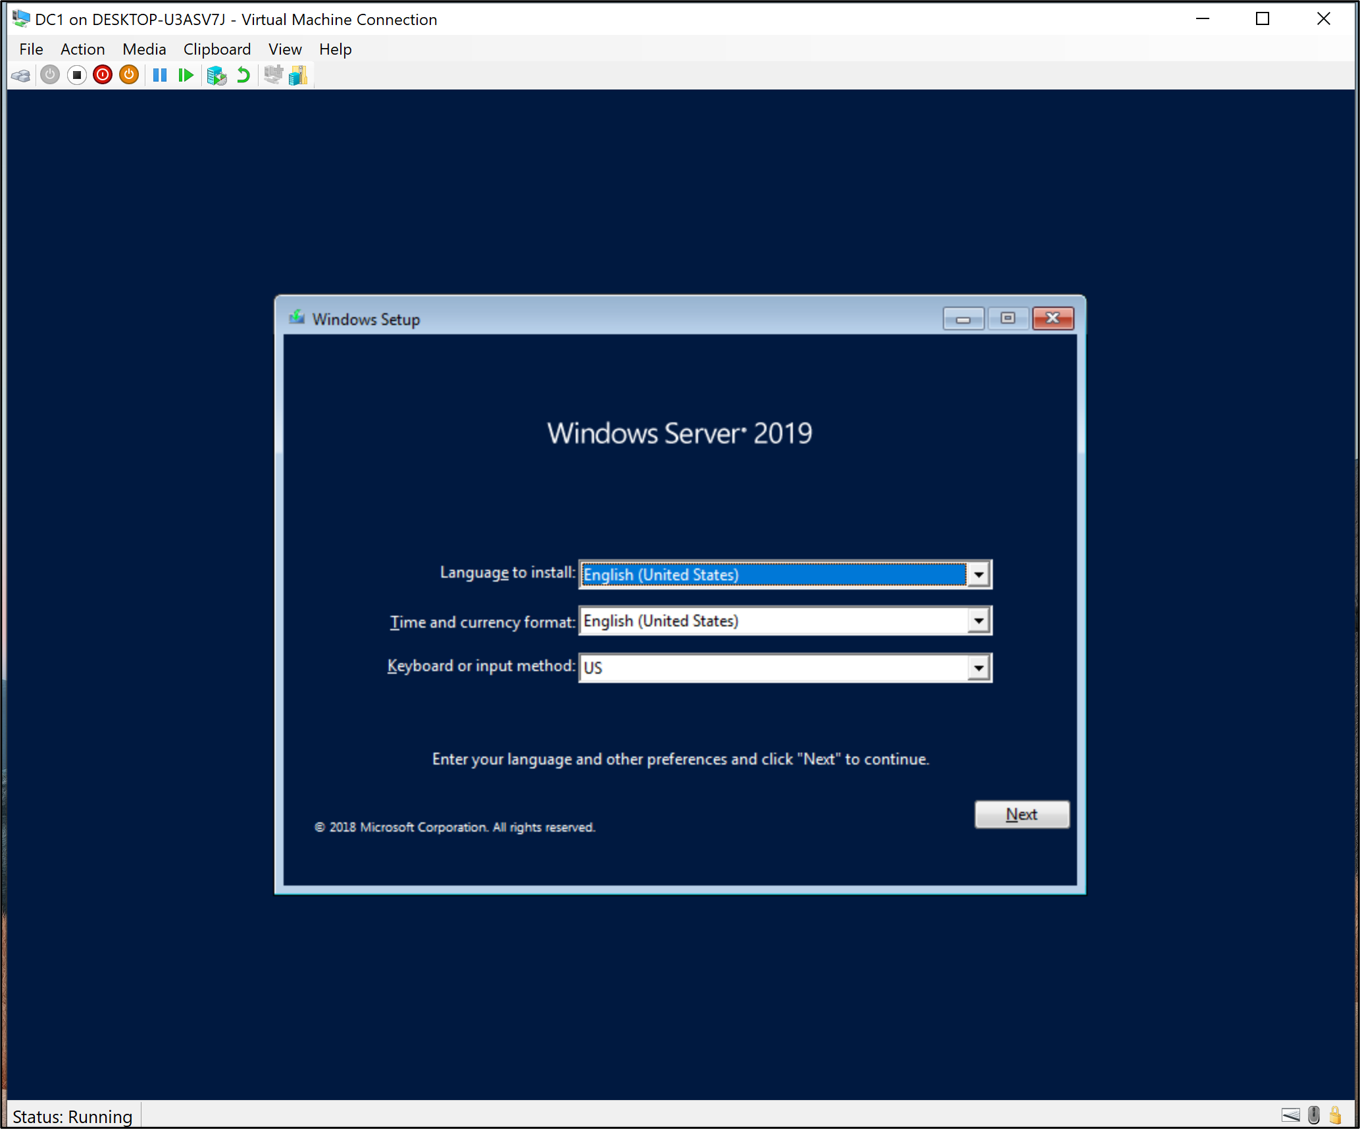 DC1 on DESKTOP-U3ASV7J - Virtual Machine Connection
File Action Media Clipboard View Help
Windows Setup
Windows Server® 2019
Language to install: English (United States)
Time and currency format: English (United States)
Keyboard or input method: US
Enter your language and other preferences and click "Next" to continue.
Next
© 2018 Microsoft Corporation. All rights reserved.
Status: Running